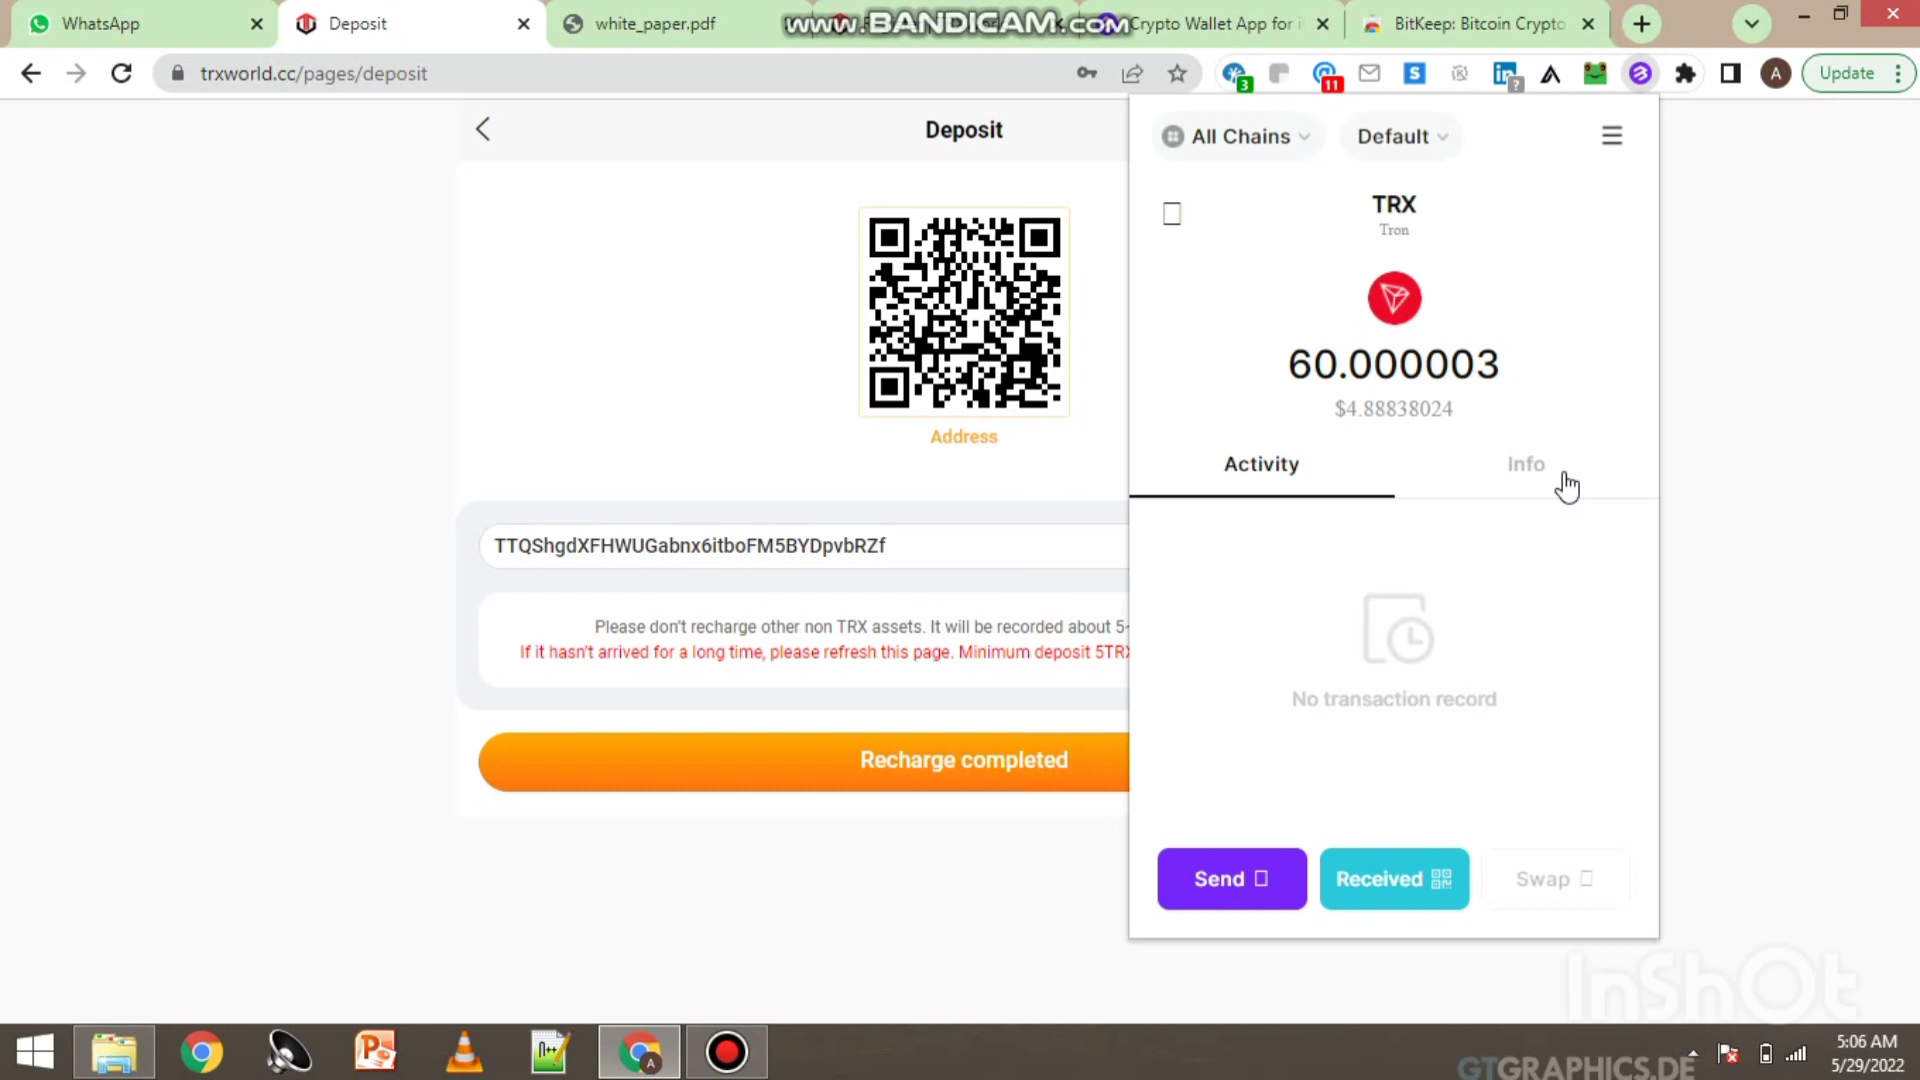 WhatsApp
Deposit
white_paper.pdf
www.BANDICAM.com
Crypto Wallet App for i
BitKeep: Bitcoin Crypto
trxworld.cc/pages/deposit
3
11
S
in
?
A
Update
Deposit
Address
TTQShgdXFHWUGabnx6itboFM5BYDpvbRZf
Please don't recharge other non TRX assets. It will be recorded about 5-
If it hasn't arrived for a long time, please refresh this page. Minimum deposit 5TRX
Recharge completed
All Chains
Default
TRX
Tron
60.000003
$4.88838024
Activity
Info
No transaction record
Send
Received
Swap
InShOt
5:06 AM
5/29/2022
GTGRAPHICS.DE